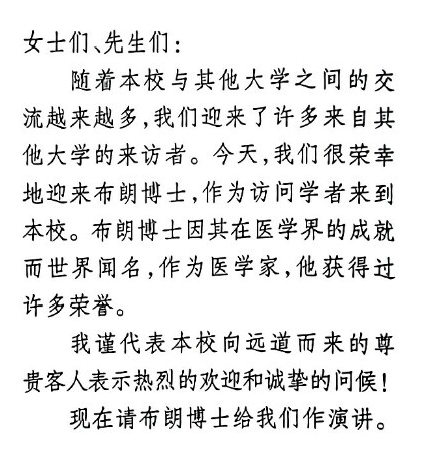 女士们、先生们：
随着本校与其他大学之间的交
流越来越多,我们迎来了许多来自其
他大学的来访者。今天,我们很荣幸
地迎来布朗博士,作为访问学者来到
本校。布朗博士因其在医学界的成就
而世界闻名,作为医学家,他获得过
许多荣誉。
我谨代表本校向远道而来的尊
贵客人表示热烈的欢迎和诚挚的问候!
现在请布朗博士给我们作演讲。